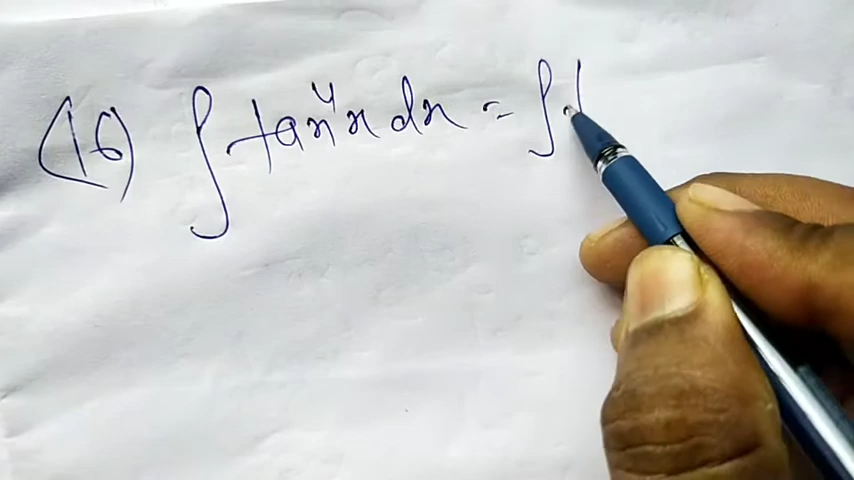 (16) ∫ tan⁴x dx = ∫